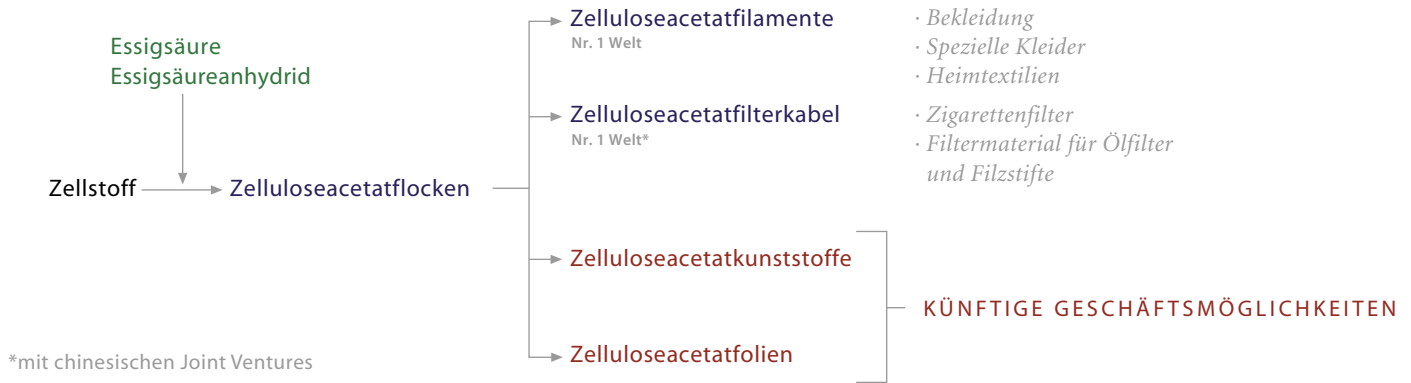 Essigsäure
Essigsäureanhydrid
Zellstoff
Zelluloseacetatflocken
Zelluloseacetatfilamente
Nr. 1 Welt
· Bekleidung
· Spezielle Kleider
· Heimtextilien
Zelluloseacetatfilterkabel
Nr. 1 Welt*
· Zigarettenfilter
· Filtermaterial für Ölfilter
und Filzstifte
Zelluloseacetatkunststoffe
Zelluloseacetatfolien
KÜNFTIGE GESCHÄFTSMÖGLICHKEITEN
*mit chinesischen Joint Ventures